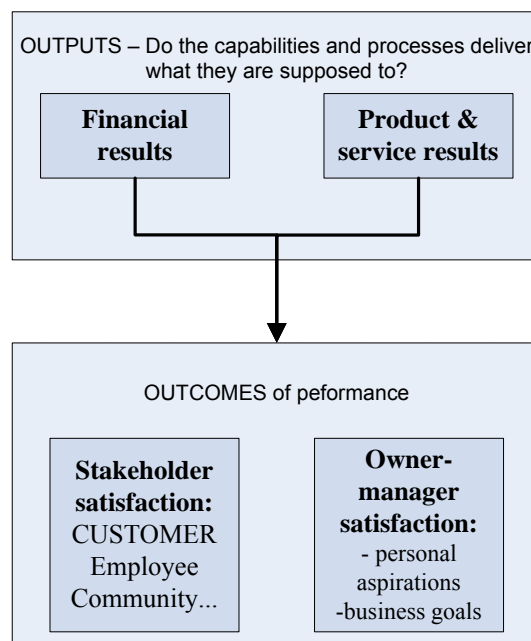 OUTPUTS – Do the capabilities and processes deliver
what they are supposed to?
Financial
results
Product &
service results
OUTCOMES of peformance
Stakeholder
satisfaction:
CUSTOMER
Employee
Community...
Owner-
manager
satisfaction:
- personal
aspirations
-business goals